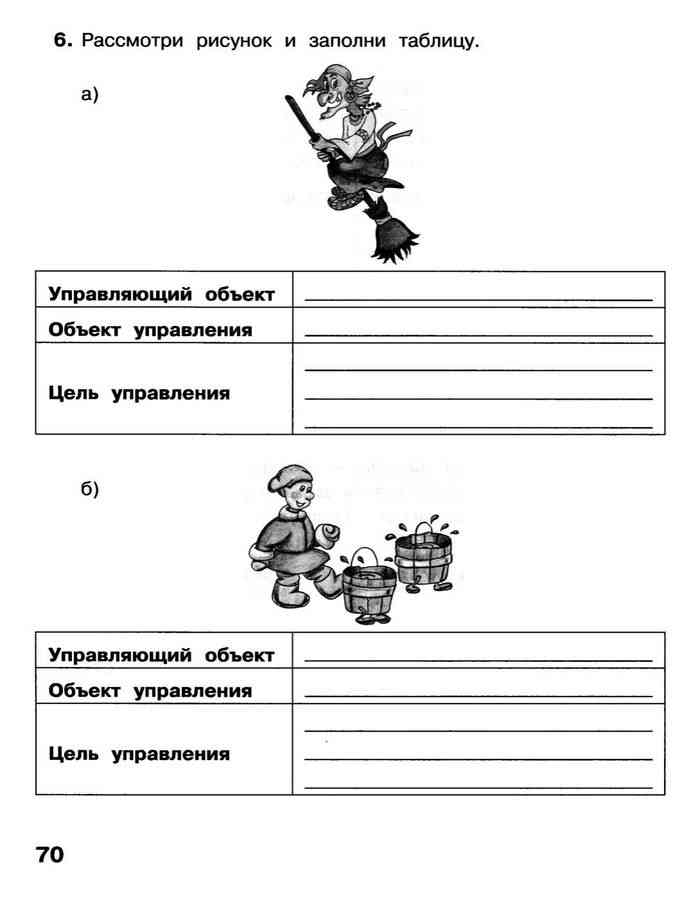 6. Рассмотри рисунок и заполни таблицу.
а)
Управляющий объект
Объект управления
Цель управления
б)
Управляющий объект
Объект управления
Цель управления
70